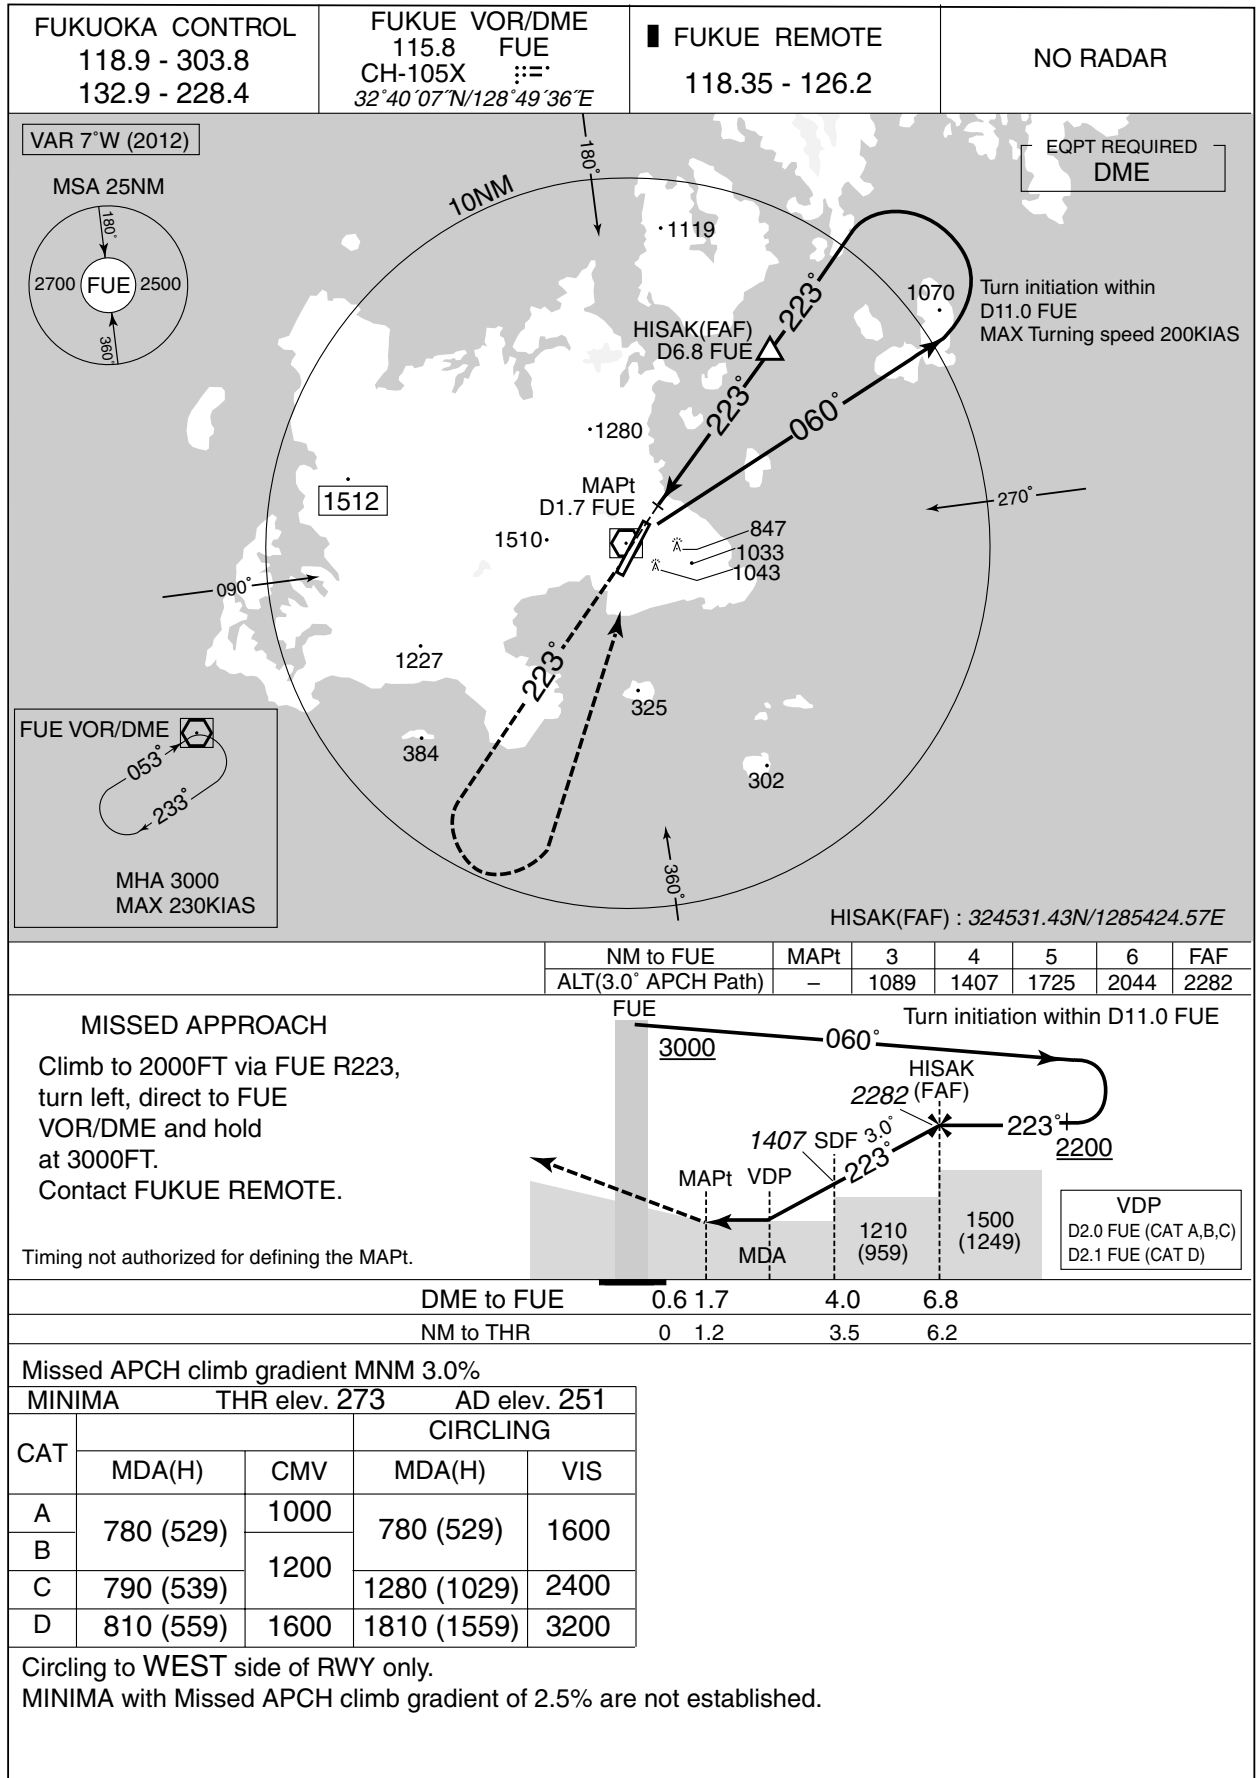 FUKUOKA CONTROL
118.9 - 303.8
132.9 - 228.4
FUKUE VOR/DME
115.8 FUE
CH-105X
32°40´07˝N/128°49´36˝E
FUKUE REMOTE
118.35 - 126.2
NO RADAR
VAR 7°W (2012)
MSA 25NM
180°
2700 FUE 2500
360°
10NM
180°
EQPT REQUIRED
DME
1119
223°
1070
Turn initiation within
D11.0 FUE
MAX Turning speed 200KIAS
HISAK(FAF)
D6.8 FUE
223°
060°
1280
MAPt
D1.7 FUE
1512
270°
1510
847
1033
1043
090°
1227
223°
325
384
302
FUE VOR/DME
053°
233°
MHA 3000
MAX 230KIAS
360°
HISAK(FAF) : 324531.43N/1285424.57E
NM to FUE MAPt 3 4 5 6 FAF
ALT(3.0° APCH Path) – 1089 1407 1725 2044 2282
MISSED APPROACH
Climb to 2000FT via FUE R223,
turn left, direct to FUE
VOR/DME and hold
at 3000FT.
Contact FUKUE REMOTE.
Timing not authorized for defining the MAPt.
FUE
Turn initiation within D11.0 FUE
3000
060°
HISAK
(FAF)
2282
223°
2200
1407 SDF 3.0°
223°
MAPt VDP
MDA
1210
(959)
1500
(1249)
VDP
D2.0 FUE (CAT A,B,C)
D2.1 FUE (CAT D)
DME to FUE 0.6 1.7 4.0 6.8
NM to THR 0 1.2 3.5 6.2
Missed APCH climb gradient MNM 3.0%
MINIMA THR elev. 273 AD elev. 251
CAT CIRCLING
MDA(H) CMV MDA(H) VIS
A 780 (529) 1000 780 (529) 1600
B 1200
C 790 (539) 1280 (1029) 2400
D 810 (559) 1600 1810 (1559) 3200
Circling to WEST side of RWY only.
MINIMA with Missed APCH climb gradient of 2.5% are not established.